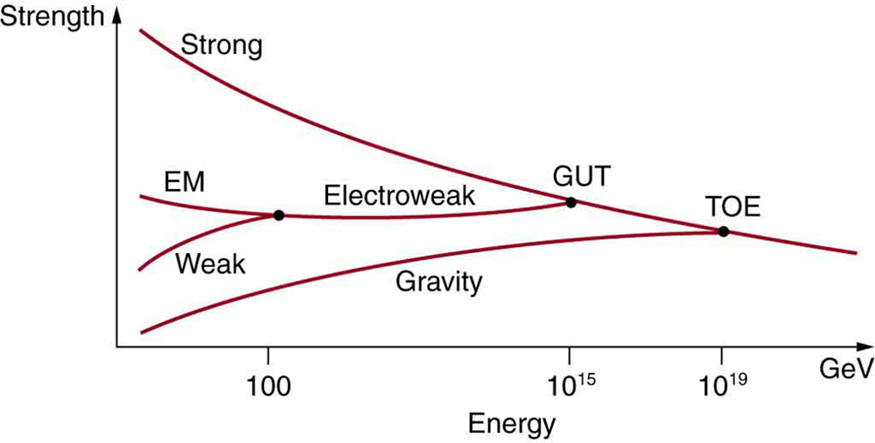 Strength
Strong
GUT
EM
Electroweak
TOE
Weak
Gravity
100
10¹⁵
10¹⁹
GeV
Energy